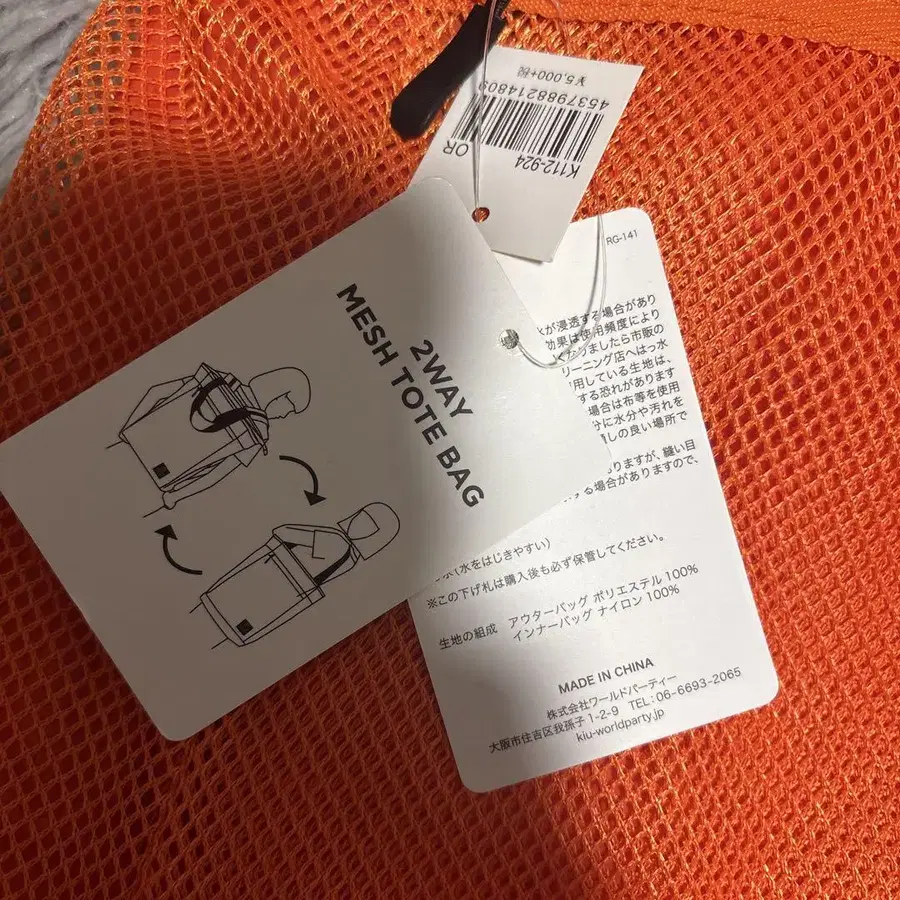 ¥5,000+税
4537988214809
K112-924
OR
2WAY
MESH TOTE BAG
RG-141
水が浸透する場合があり
効果は使用頻度により
なりましたら市販の
リーニング店へはっ水
用している生地は、
する恐れがあります
場合は布等を使用
分に水分や汚れを
通しの良い場所で
ありますが、縫い目
する場合がありますので、
水(水をはじきやすい)
※この下げ札は購入後も必ず保管してください。
生地の組成 アウターバッグ ポリエステル 100%
インナーバッグ ナイロン 100%
MADE IN CHINA
株式会社ワールドパーティー
大阪市住吉区我孫子 1-2-9 TEL:06-6693-2065
kiu-worldparty.jp